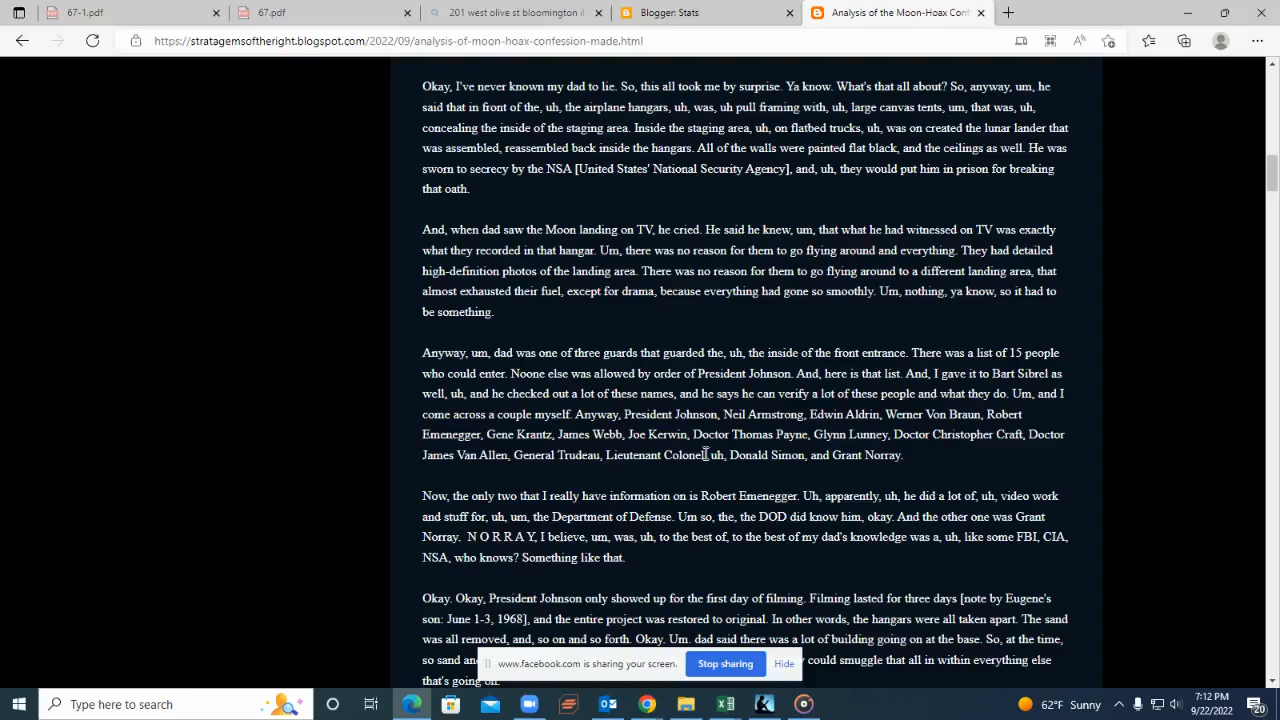 67-1.pdf
67.pdf
201 west olive st bloomington il
Blogger: Stats
Analysis of the Moon-Hoax Conf
https://stratagemsoftheright.blogspot.com/2022/09/analysis-of-moon-hoax-confession-made.html
Okay, I've never known my dad to lie. So, this all took me by surprise. Ya know. What's that all about? So, anyway, um, he
said that in front of the, uh, the airplane hangars, uh, was, uh pull framing with, uh, large canvas tents, um, that was, uh,
concealing the inside of the staging area. Inside the staging area, uh, on flatbed trucks, uh, was on created the lunar lander that
was assembled, reassembled back inside the hangars. All of the walls were painted flat black, and the ceilings as well. He was
sworn to secrecy by the NSA [United States' National Security Agency], and, uh, they would put him in prison for breaking
that oath.
And, when dad saw the Moon landing on TV, he cried. He said he knew, um, that what he had witnessed on TV was exactly
what they recorded in that hangar. Um, there was no reason for them to go flying around and everything. They had detailed
high-definition photos of the landing area. There was no reason for them to go flying around to a different landing area, that
almost exhausted their fuel, except for drama, because everything had gone so smoothly. Um, nothing, ya know, so it had to
be something.
Anyway, um, dad was one of three guards that guarded the, uh, the inside of the front entrance. There was a list of 15 people
who could enter. Noone else was allowed by order of President Johnson. And, here is that list. And, I gave it to Bart Sibrel as
well, uh, and he checked out a lot of these names, and he says he can verify a lot of these people and what they do. Um, and I
come across a couple myself. Anyway, President Johnson, Neil Armstrong, Edwin Aldrin, Werner Von Braun, Robert
Emenegger, Gene Krantz, James Webb, Joe Kerwin, Doctor Thomas Payne, Glynn Lunney, Doctor Christopher Craft, Doctor
James Van Allen, General Trudeau, Lieutenant Colonel uh, Donald Simon, and Grant Norray.
Now, the only two that I really have information on is Robert Emenegger. Uh, apparently, uh, he did a lot of, uh, video work
and stuff for, uh, um, the Department of Defense. Um so, the, the DOD did know him, okay. And the other one was Grant
Norray. N O R R A Y, I believe, um, was, uh, to the best of, to the best of my dad's knowledge was a, uh, like some FBI, CIA,
NSA, who knows? Something like that.
Okay. Okay, President Johnson only showed up for the first day of filming. Filming lasted for three days [note by Eugene's
son: June 1-3, 1968], and the entire project was restored to original. In other words, the hangars were all taken apart. The sand
was all removed, and, so on and so forth. Okay. Um. dad said there was a lot of building going on at the base. So, at the time,
so sand an
could smuggle that all in within everything else
that's going on.
www.facebook.com is sharing your screen.
Stop sharing
Hide
Type here to search
62°F Sunny
7:12 PM
9/22/2022
20